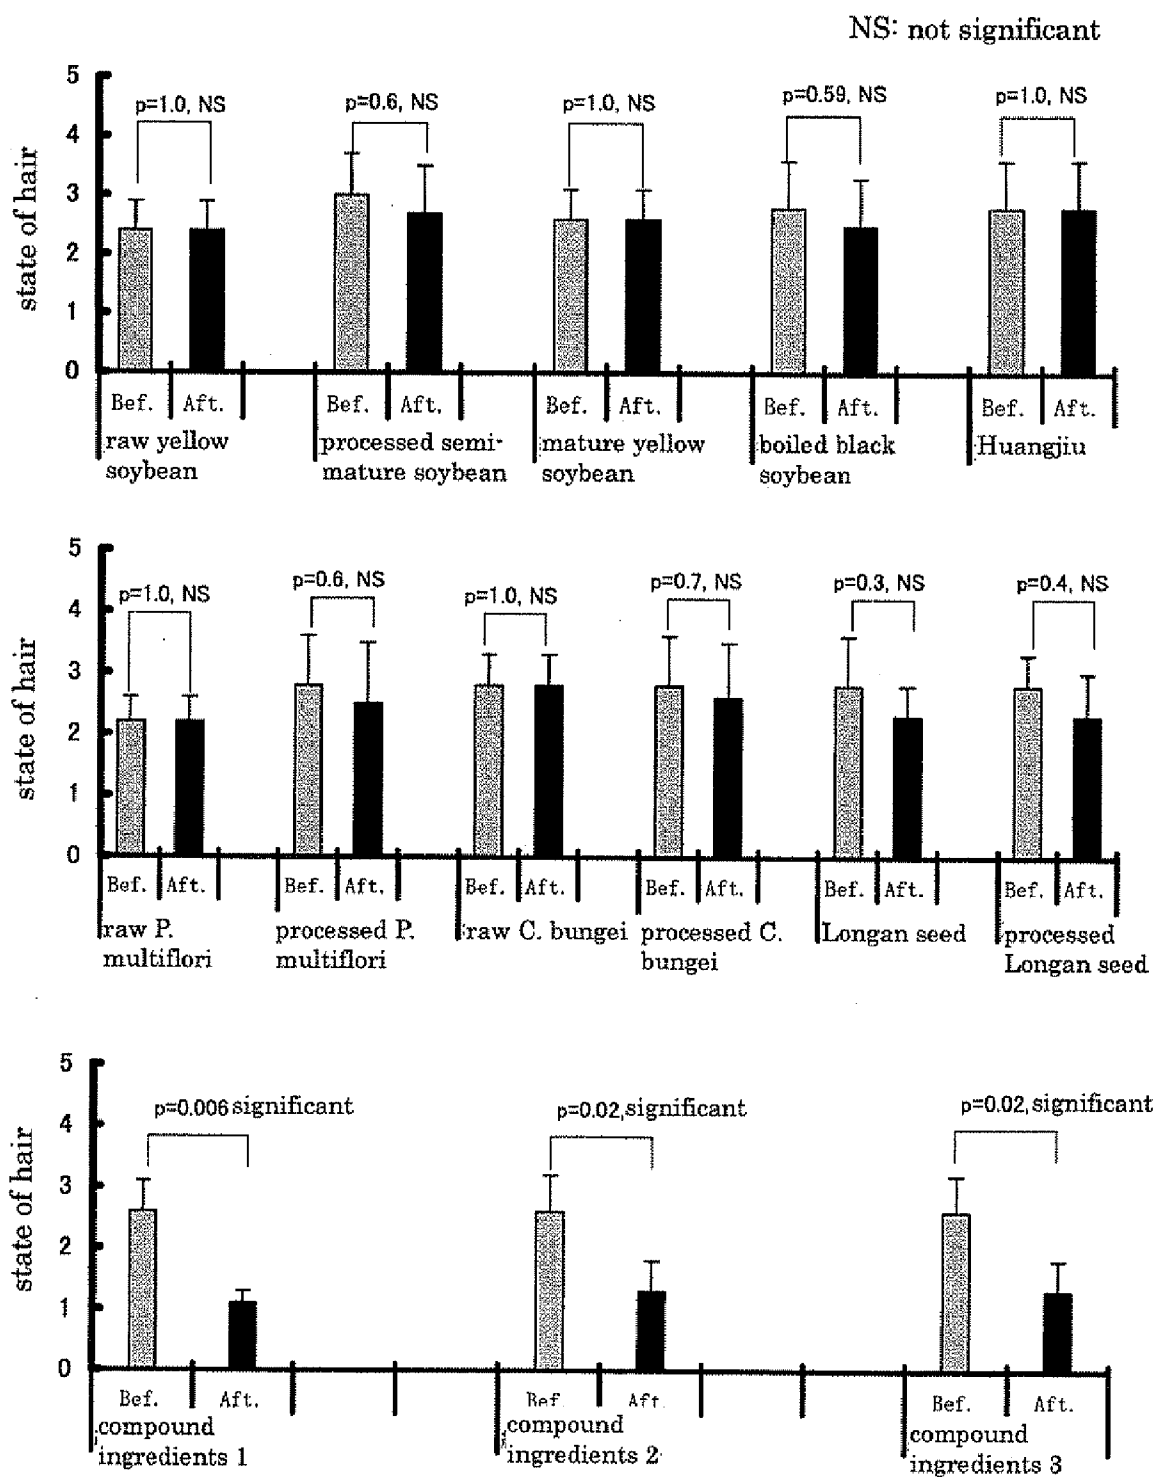 NS: not significant
p=1.0, NS
p=0.6, NS
p=1.0, NS
p=0.59, NS
p=1.0, NS
state of hair
5
4
3
2
1
0
Bef.
Aft.
Bef.
Aft.
Bef.
Aft.
Bef.
Aft.
Bef.
Aft.
raw yellow
soybean
processed semi-
mature soybean
mature yellow
soybean
boiled black
soybean
Huangjiu
p=1.0, NS
p=0.6, NS
p=1.0, NS
p=0.7, NS
p=0.3, NS
p=0.4, NS
state of hair
5
4
3
2
1
0
Bef.
Aft.
Bef.
Aft.
Bef.
Aft.
Bef.
Aft.
Bef.
Aft.
Bef.
Aft.
raw P.
multiflori
processed P.
multiflori
raw C. bungei
processed C.
bungei
Longan seed
processed
Longan seed
p=0.006 significant
p=0.02, significant
p=0.02, significant
state of hair
5
4
3
2
1
0
Bef.
Aft.
Bef.
Aft.
Bef.
Aft.
compound
ingredients 1
compound
ingredients 2
compound
ingredients 3